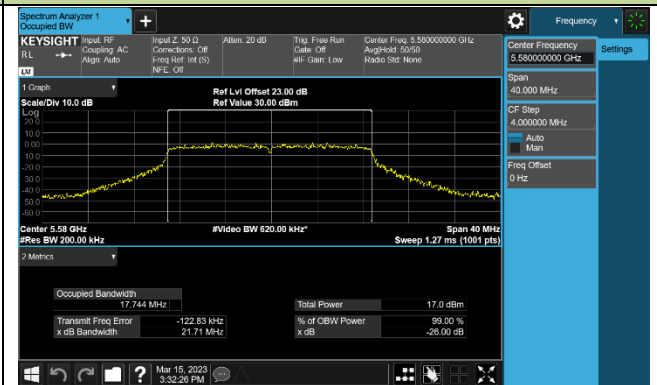 Spectrum Analyzer 1
Occupied BW
Frequency
KEYSIGHT
RL
LXI
Input: RF
Coupling: AC
Align: Auto
Input Z: 50 Ω
Corrections: Off
Freq Ref: Int (S)
NFE: Off
Atten: 20 dB
Trig: Free Run
Gate: Off
#IF Gain: Low
Center Freq: 5.580000000 GHz
Avg|Hold: 50/50
Radio Std: None
Center Frequency
5.580000000 GHz
Settings
Span
40.000 MHz
CF Step
4.000000 MHz
Auto
Man
Freq Offset
0 Hz
1 Graph
Scale/Div 10.0 dB
Ref Lvl Offset 23.00 dB
Ref Value 30.00 dBm
Log
20.0
10.0
0.00
-10.0
-20.0
-30.0
-40.0
-50.0
-60.0
Center 5.58 GHz
#Video BW 620.00 kHz*
Span 40 MHz
#Res BW 200.00 kHz
Sweep 1.27 ms (1001 pts)
2 Metrics
Occupied Bandwidth
17.744 MHz
Total Power 17.0 dBm
Transmit Freq Error -122.83 kHz
% of OBW Power 99.00 %
x dB Bandwidth 21.71 MHz
x dB -26.00 dB
?
Mar 15, 2023
3:32:26 PM